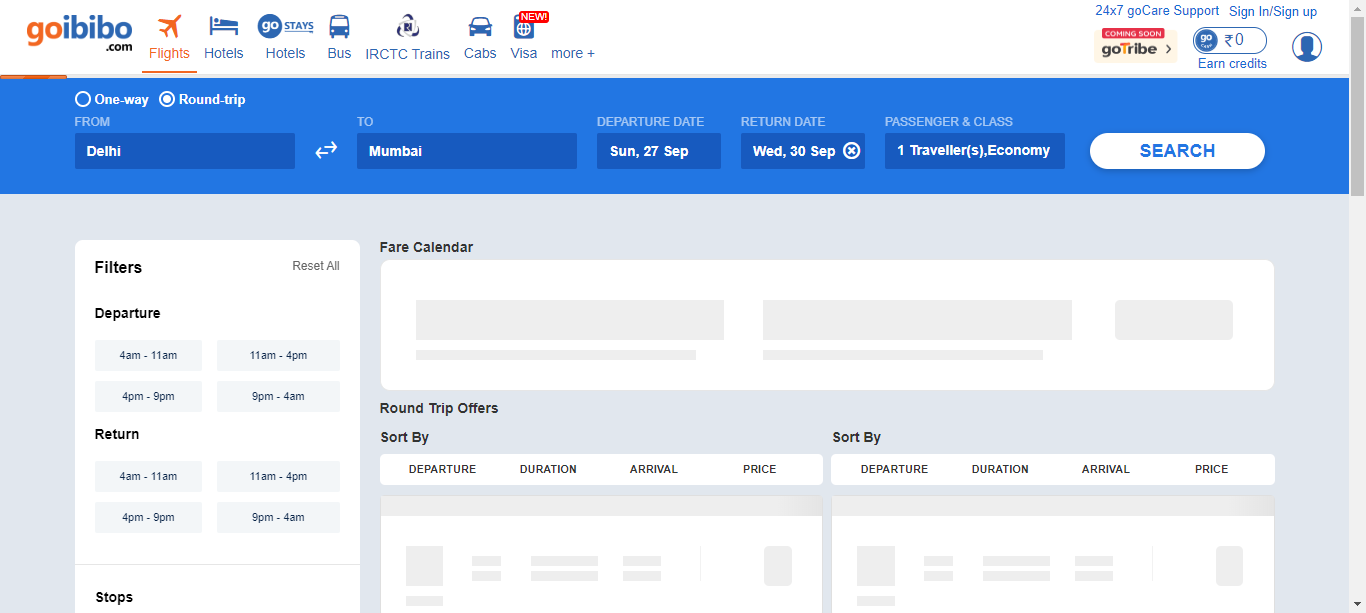 goibibo
.com
Flights
Hotels
go STAYS
Hotels
Bus
IRCTC Trains
Cabs
NEW!
Visa
more +
24x7 goCare Support
Sign In/Sign up
COMING SOON
goTribe >
go
CASH
₹0
Earn credits
One-way
Round-trip
FROM
Delhi
TO
Mumbai
DEPARTURE DATE
Sun, 27 Sep
RETURN DATE
Wed, 30 Sep
PASSENGER & CLASS
1 Traveller(s),Economy
SEARCH
Filters
Reset All
Departure
4am - 11am
11am - 4pm
4pm - 9pm
9pm - 4am
Return
4am - 11am
11am - 4pm
4pm - 9pm
9pm - 4am
Stops
Fare Calendar
Round Trip Offers
Sort By
DEPARTURE DURATION ARRIVAL PRICE
Sort By
DEPARTURE DURATION ARRIVAL PRICE